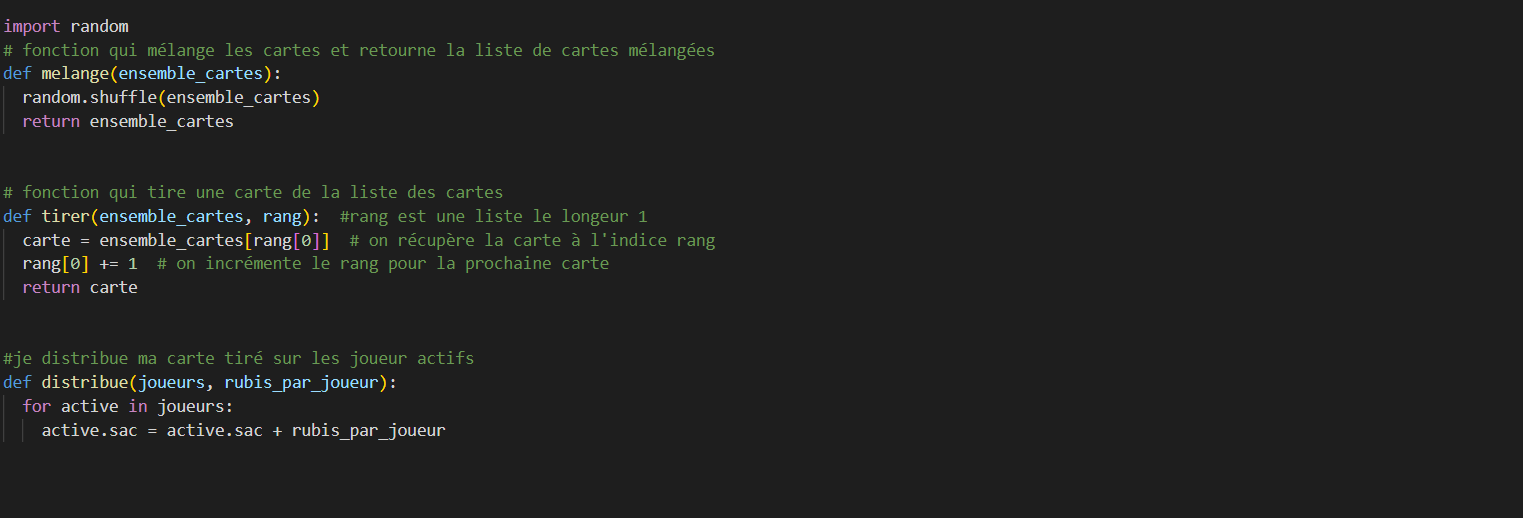 import random
# fonction qui mélange les cartes et retourne la liste de cartes mélangées
def melange(ensemble_cartes):
  random.shuffle(ensemble_cartes)
  return ensemble_cartes
# fonction qui tire une carte de la liste des cartes
def tirer(ensemble_cartes, rang):  #rang est une liste le longeur 1
  carte = ensemble_cartes[rang[0]]  # on récupère la carte à l'indice rang
  rang[0] += 1  # on incrémente le rang pour la prochaine carte
  return carte
#je distribue ma carte tiré sur les joueur actifs
def distribue(joueurs, rubis_par_joueur):
  for active in joueurs:
    active.sac = active.sac + rubis_par_joueur